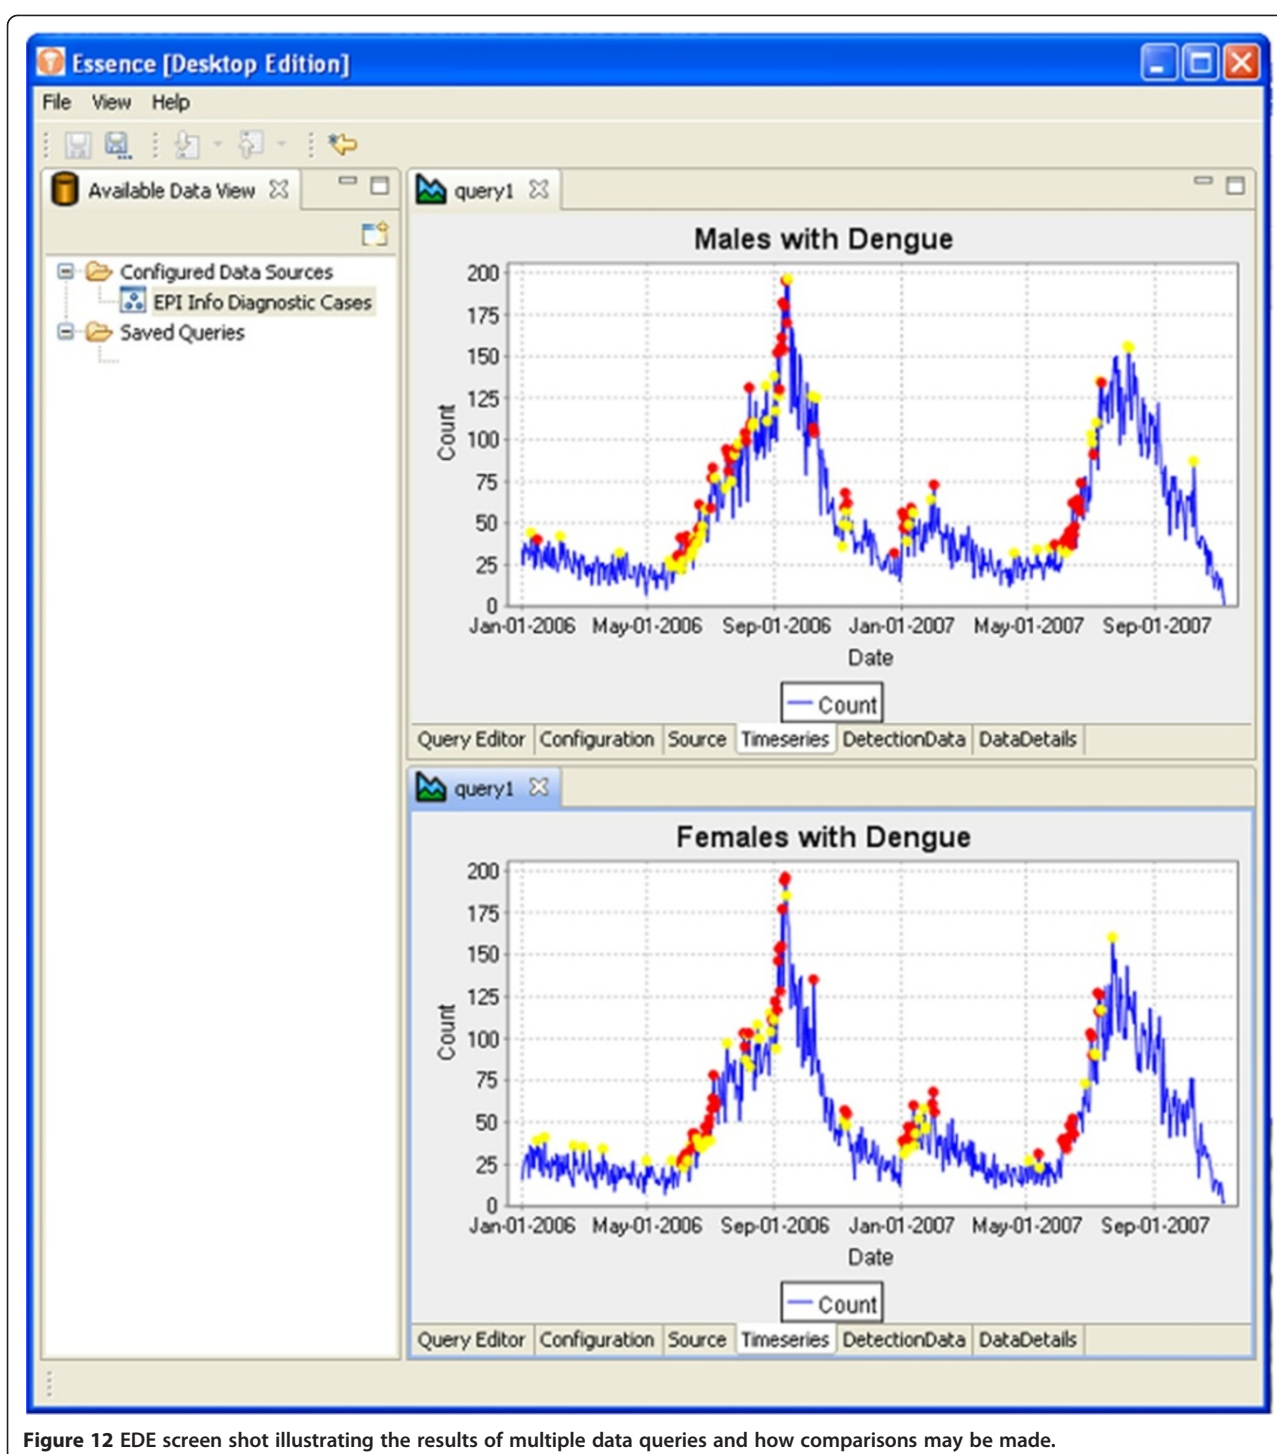 Essence [Desktop Edition]
File View Help
Available Data View
Configured Data Sources
EPI Info Diagnostic Cases
Saved Queries
query1
Males with Dengue
200
175
150
125
100
75
50
25
0
Count
Jan-01-2006 May-01-2006 Sep-01-2006 Jan-01-2007 May-01-2007 Sep-01-2007
Date
Count
Query Editor Configuration Source Timeseries DetectionData DataDetails
query1
Females with Dengue
200
175
150
125
100
75
50
25
0
Count
Jan-01-2006 May-01-2006 Sep-01-2006 Jan-01-2007 May-01-2007 Sep-01-2007
Date
Count
Query Editor Configuration Source Timeseries DetectionData DataDetails
Figure 12 EDE screen shot illustrating the results of multiple data queries and how comparisons may be made.